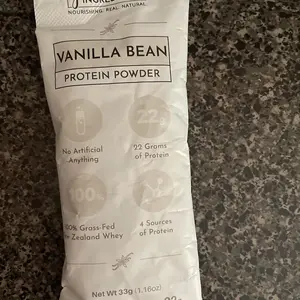 NOURISHING. REAL. NATURAL.
VANILLA BEAN
PROTEIN POWDER
22
No Artificial
Anything
22 Grams
of Protein
100%
100% Grass-Fed
Zealand Whey
4 Sources
of Protein
Net Wt 33g (1.16oz)